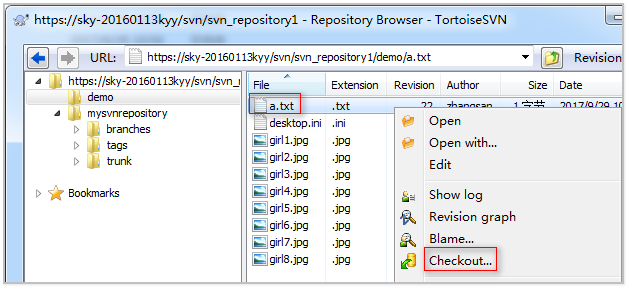 https://sky-20160113kyy/svn/svn_repository1 - Repository Browser - TortoiseSVN
URL: https://sky-20160113kyy/svn/svn_repository1/demo/a.txt Revision
https://sky-20160113kyy/svn/svn_r
demo
mysvnrepository
branches
tags
trunk
Bookmarks
File Extension Revision Author Size Date
a.txt .txt 22 zhangsan 1 字节 2017/9/29 10
desktop.ini .ini
girl1.jpg .jpg
girl2.jpg .jpg
girl3.jpg .jpg
girl4.jpg .jpg
girl5.jpg .jpg
girl6.jpg .jpg
girl7.jpg .jpg
girl8.jpg .jpg
Open
Open with...
Edit
Show log
Revision graph
Blame...
Checkout...